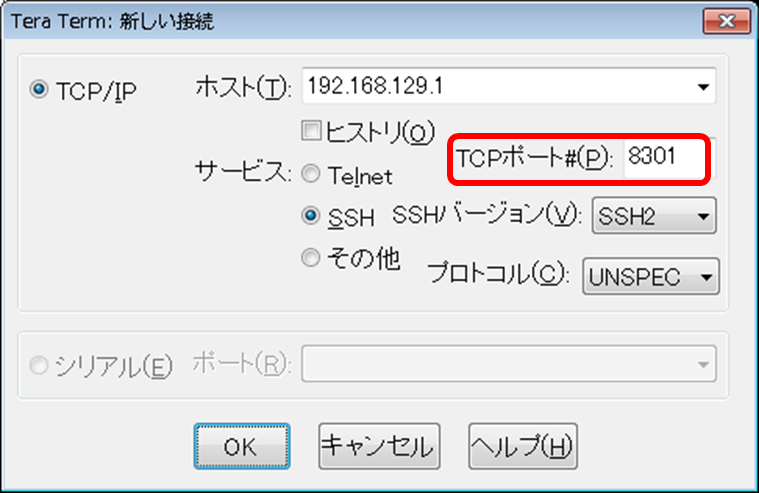 Tera Term: 新しい接続
TCP/IP
ホスト(T): 192.168.129.1
ヒストリ(O)
サービス: Telnet
TCPポート#(P): 8301
SSH
SSHバージョン(V): SSH2
その他
プロトコル(C): UNSPEC
シリアル(E)
ポート(R):
OK
キャンセル
ヘルプ(H)